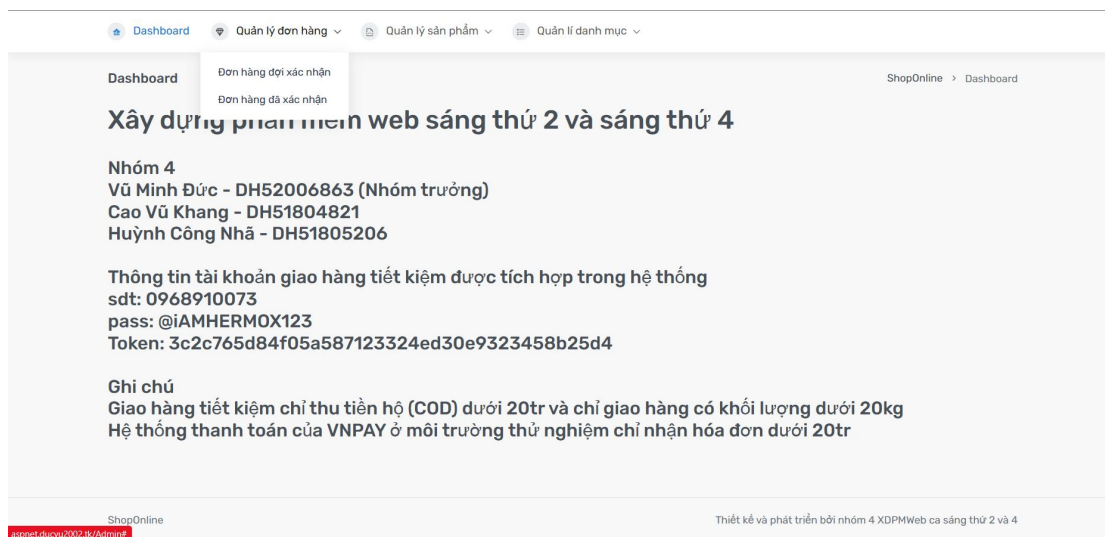 Dashboard Quản lý đơn hàng Quản lý sản phẩm Quản lí danh mục
Đơn hàng đợi xác nhận
Đơn hàng đã xác nhận
Dashboard
ShopOnline > Dashboard
Xây dựng phần mềm web sáng thứ 2 và sáng thứ 4
Nhóm 4
Vũ Minh Đức - DH52006863 (Nhóm trưởng)
Cao Vũ Khang - DH51804821
Huỳnh Công Nhã - DH51805206
Thông tin tài khoản giao hàng tiết kiệm được tích hợp trong hệ thống
sdt: 0968910073
pass: @iAMHERMOX123
Token: 3c2c765d84f05a587123324ed30e9323458b25d4
Ghi chú
Giao hàng tiết kiệm chỉ thu tiền hộ (COD) dưới 20tr và chỉ giao hàng có khối lượng dưới 20kg
Hệ thống thanh toán của VNPAY ở môi trường thử nghiệm chỉ nhận hóa đơn dưới 20tr
ShopOnline
Thiết kế và phát triển bởi nhóm 4 XDPMWeb ca sáng thứ 2 và 4
aspnet.ducvu2002.tk/Admin#